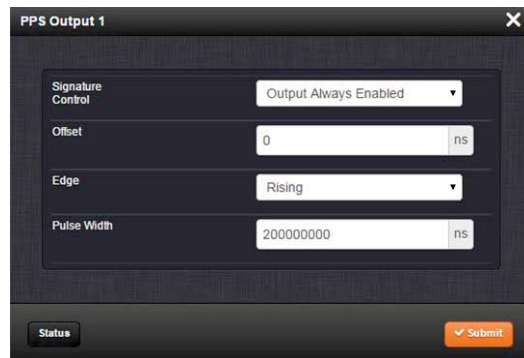 PPS Output 1
Signature
Control
Output Always Enabled
Offset
0 ns
Edge
Rising
Pulse Width
200000000 ns
Status
Submit